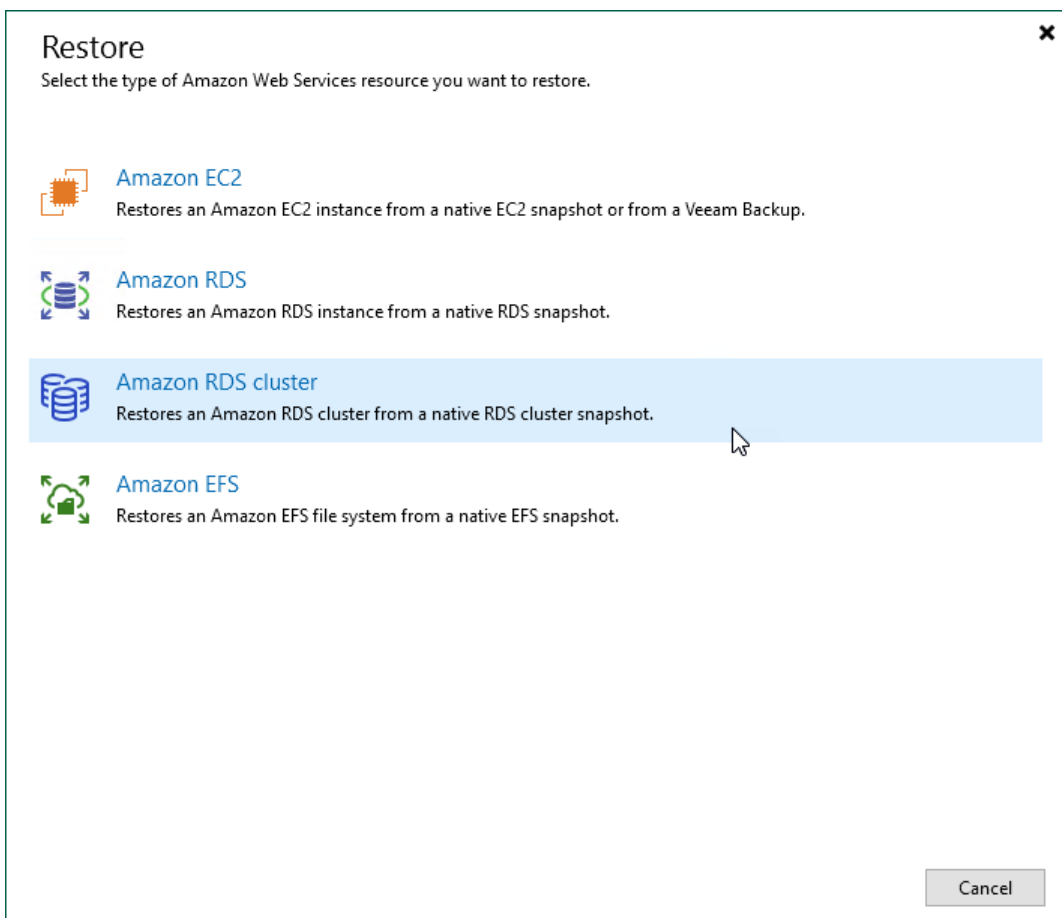 Restore
Select the type of Amazon Web Services resource you want to restore.
Amazon EC2
Restores an Amazon EC2 instance from a native EC2 snapshot or from a Veeam Backup.
Amazon RDS
Restores an Amazon RDS instance from a native RDS snapshot.
Amazon RDS cluster
Restores an Amazon RDS cluster from a native RDS cluster snapshot.
Amazon EFS
Restores an Amazon EFS file system from a native EFS snapshot.
Cancel